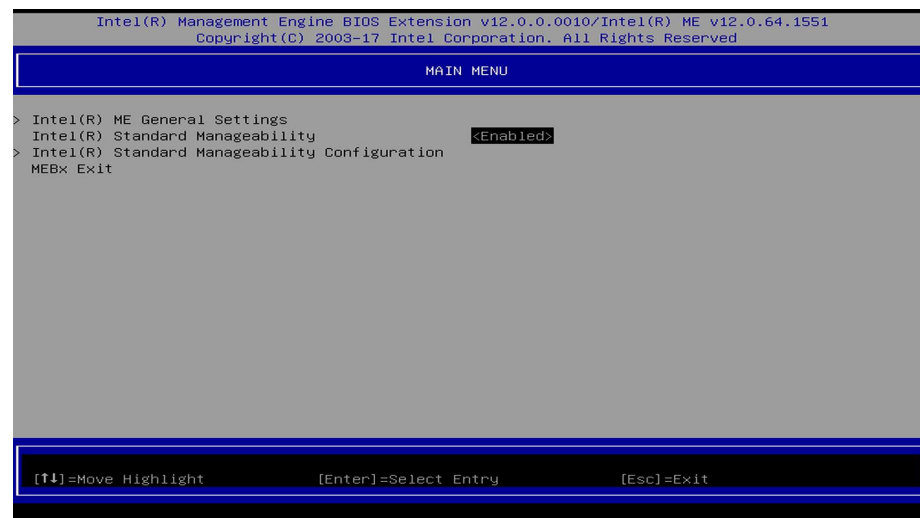 Intel(R) Management Engine BIOS Extension v12.0.0.0010/Intel(R) ME v12.0.64.1551
Copyright(C) 2003-17 Intel Corporation. All Rights Reserved
MAIN MENU
> Intel(R) ME General Settings
Intel(R) Standard Manageability <Enabled>
> Intel(R) Standard Manageability Configuration
MEBx Exit
[↑↓]=Move Highlight [Enter]=Select Entry [Esc]=Exit